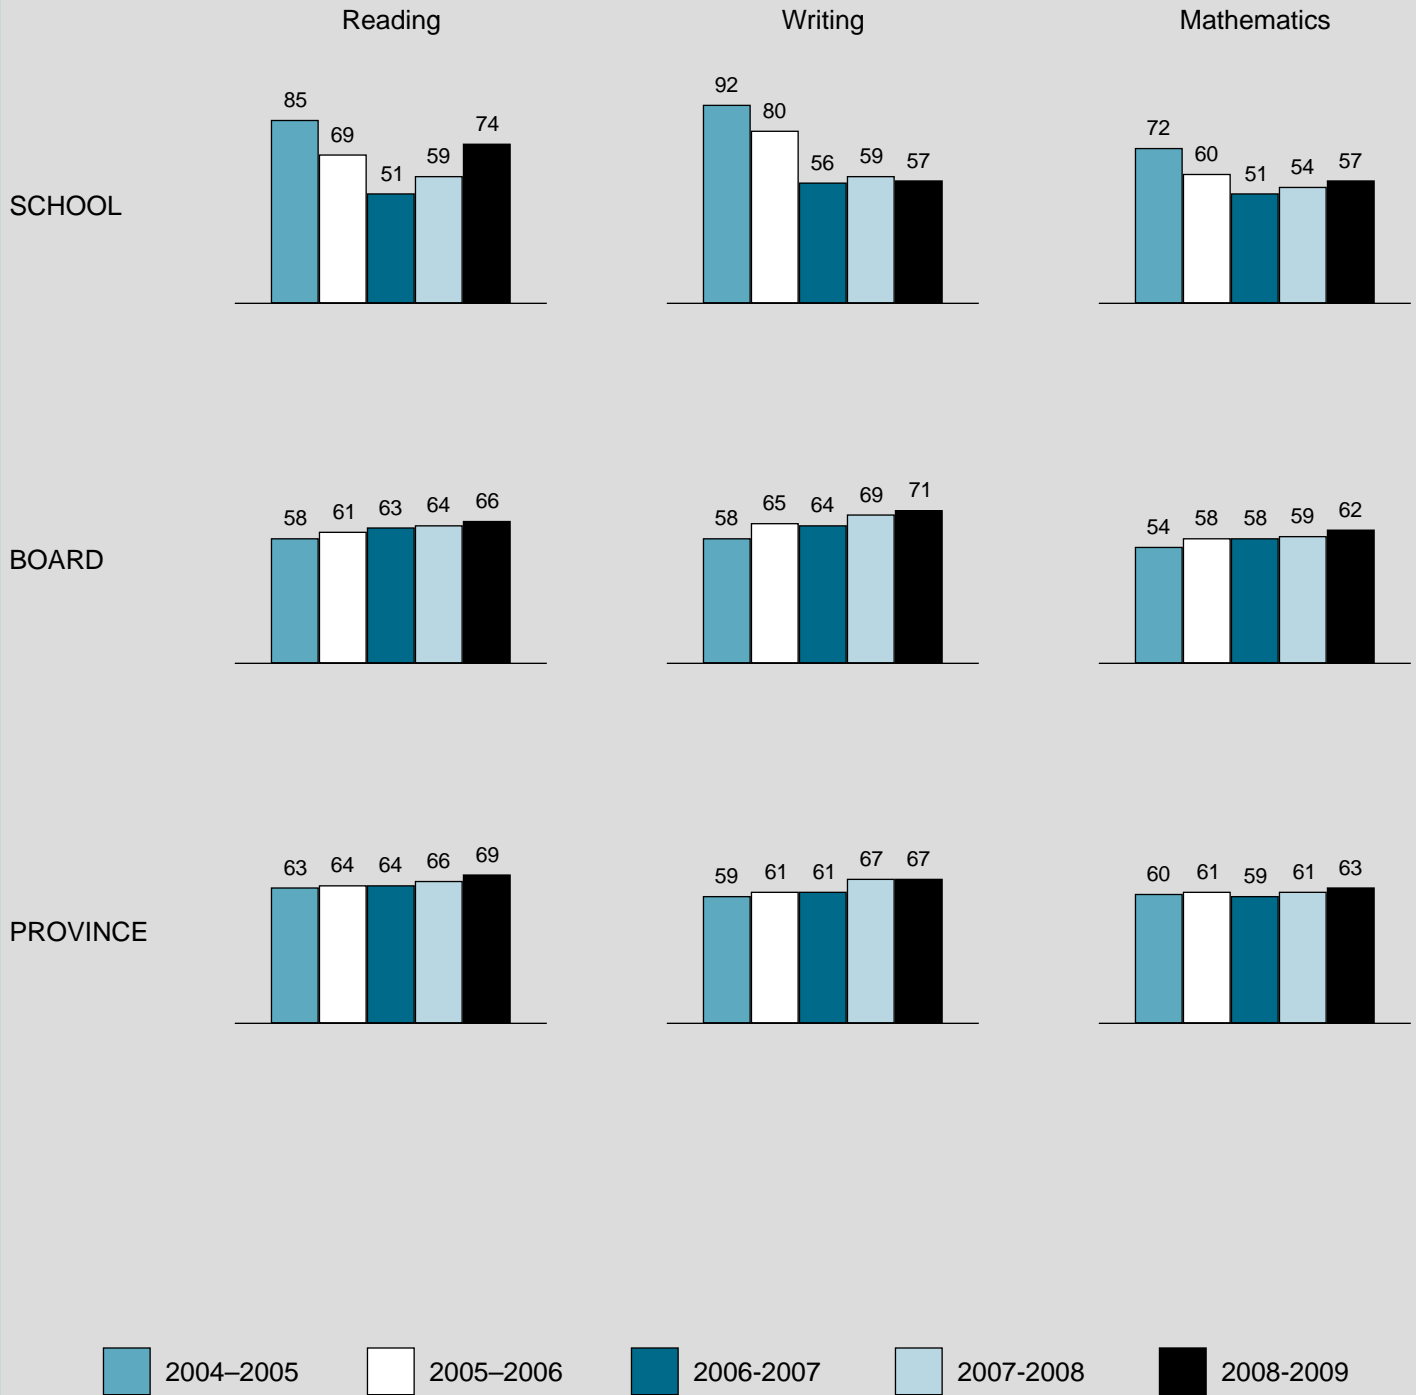 Reading Writing Mathematics
SCHOOL
85 69 51 59 74
92 80 56 59 57
72 60 51 54 57
BOARD
58 61 63 64 66
58 65 64 69 71
54 58 58 59 62
PROVINCE
63 64 64 66 69
59 61 61 67 67
60 61 59 61 63
2004–2005 2005–2006 2006-2007 2007-2008 2008-2009